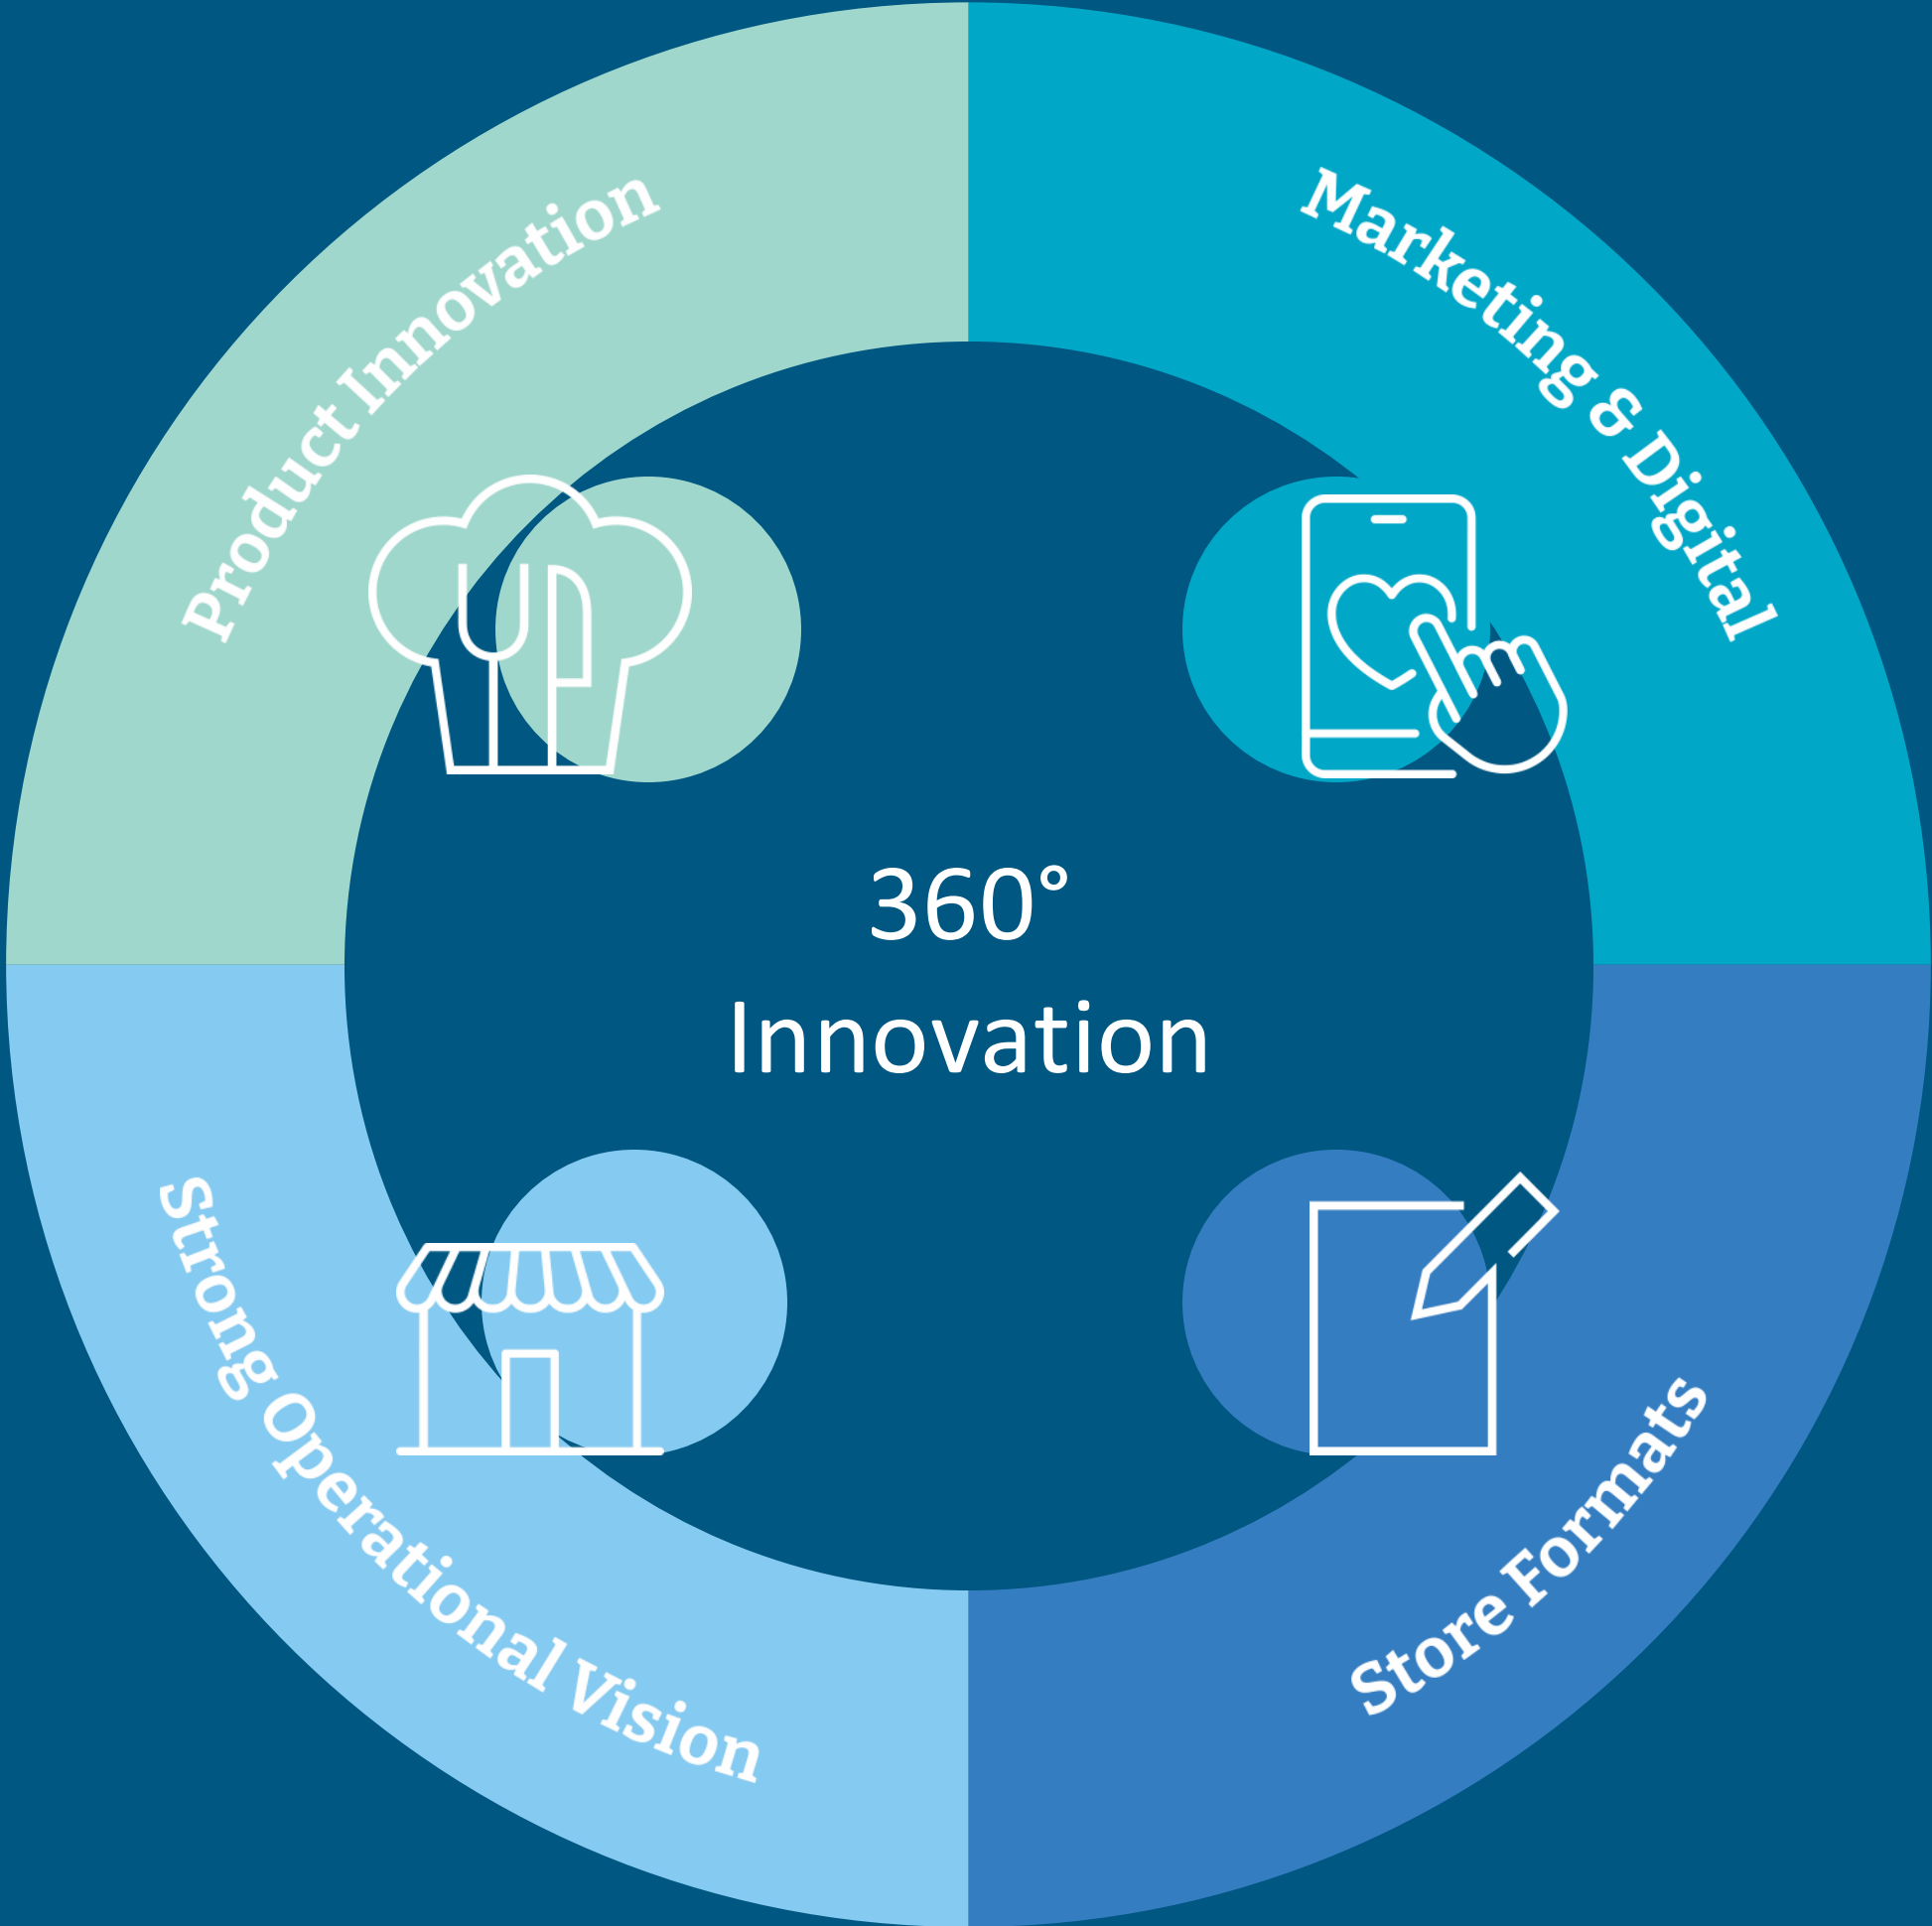 Product Innovation
Marketing & Digital
360°
Innovation
Strong Operational Vision
Store Formats